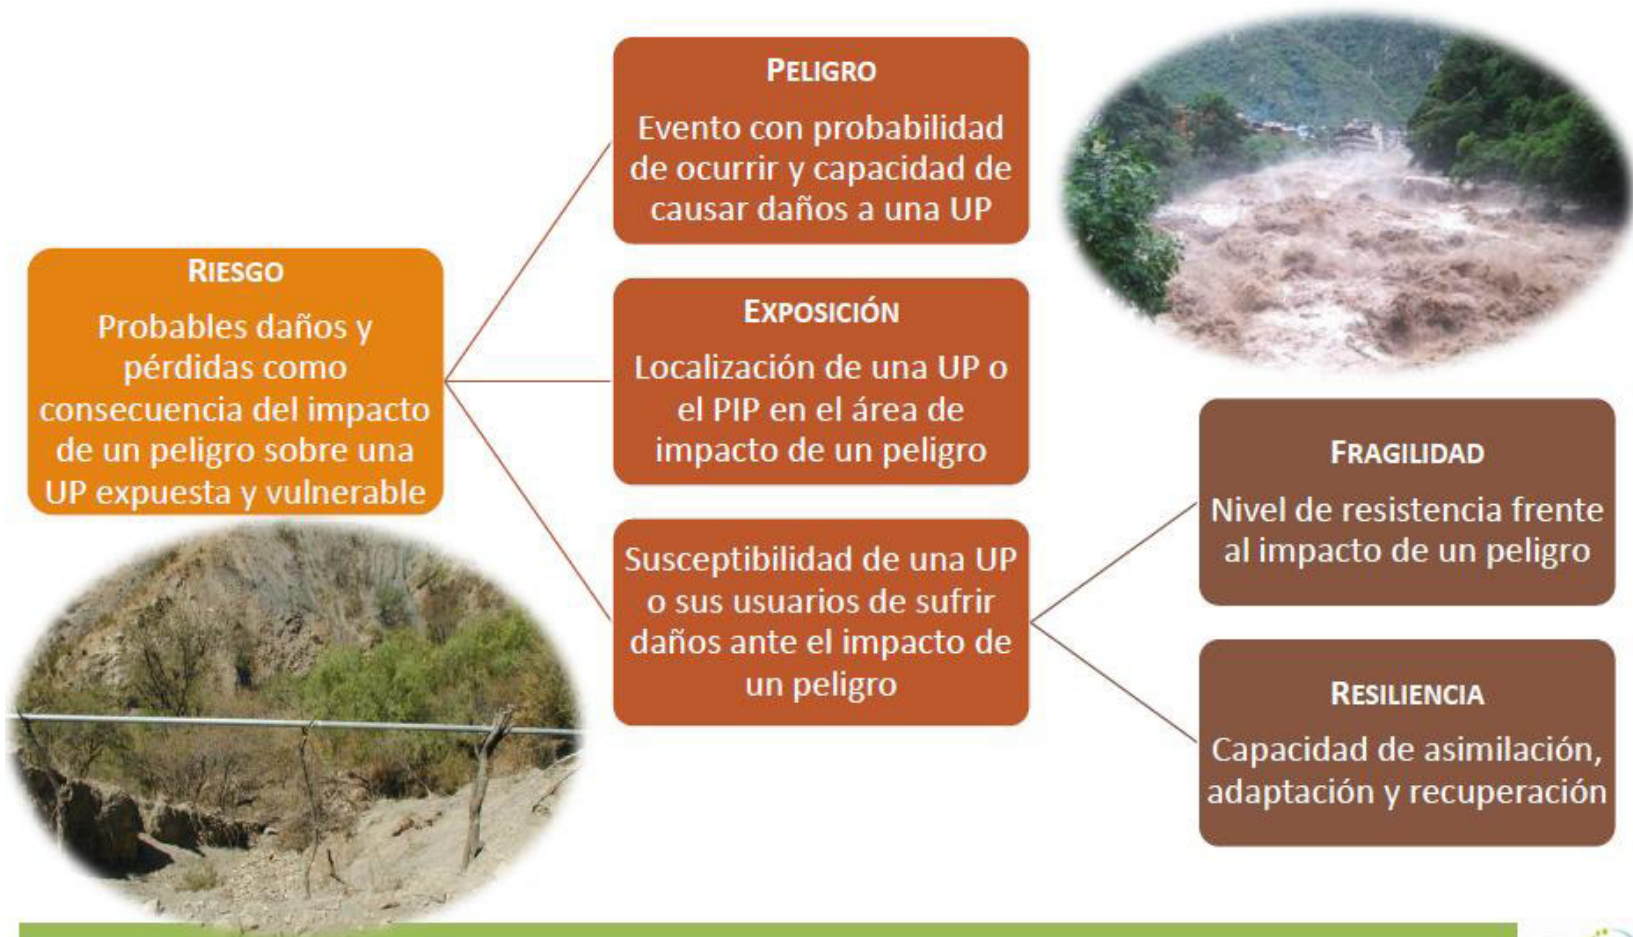 RIESGO
Probables daños y
pérdidas como
consecuencia del impacto
de un peligro sobre una
UP expuesta y vulnerable
PELIGRO
Evento con probabilidad
de ocurrir y capacidad de
causar daños a una UP
EXPOSICIÓN
Localización de una UP o
el PIP en el área de
impacto de un peligro
Susceptibilidad de una UP
o sus usuarios de sufrir
daños ante el impacto de
un peligro
FRAGILIDAD
Nivel de resistencia frente
al impacto de un peligro
RESILIENCIA
Capacidad de asimilación,
adaptación y recuperación